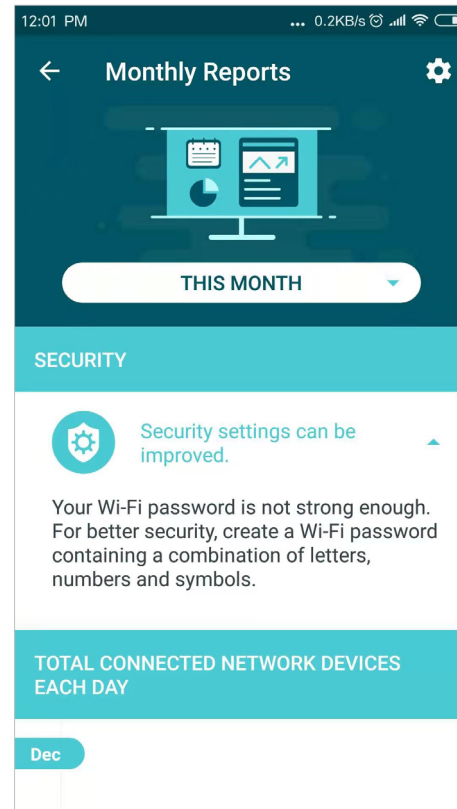 12:01 PM ... 0.2KB/s
Monthly Reports
THIS MONTH
SECURITY
Security settings can be
improved.
Your Wi-Fi password is not strong enough.
For better security, create a Wi-Fi password
containing a combination of letters,
numbers and symbols.
TOTAL CONNECTED NETWORK DEVICES
EACH DAY
Dec